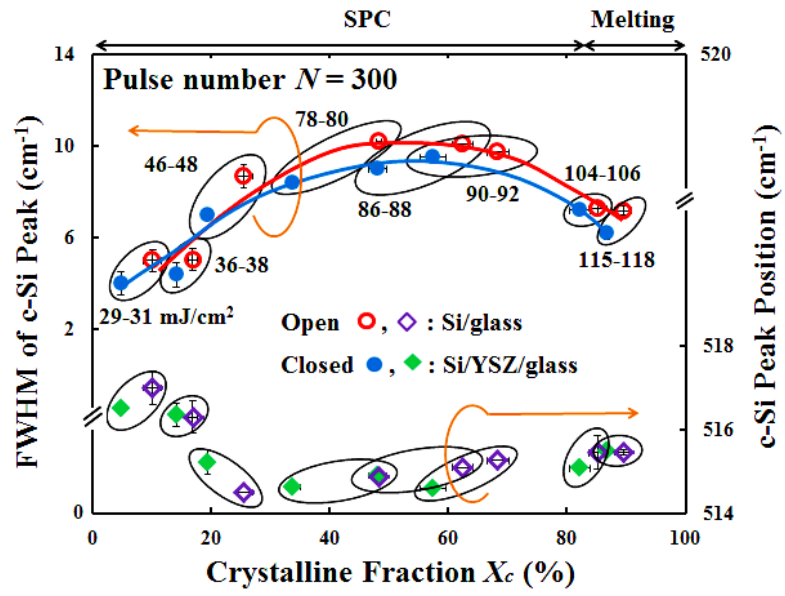 SPC
Melting
14
520
Pulse number N = 300
78-80
10
46-48
104-106
90-92
86-88
6
36-38
115-118
29-31 mJ/cm²
Open , : Si/glass
2
518
Closed , : Si/YSZ/glass
516
0
514
0 20 40 60 80 100
Crystalline Fraction Xc (%)
FWHM of c-Si Peak (cm⁻¹)
c-Si Peak Position (cm⁻¹)